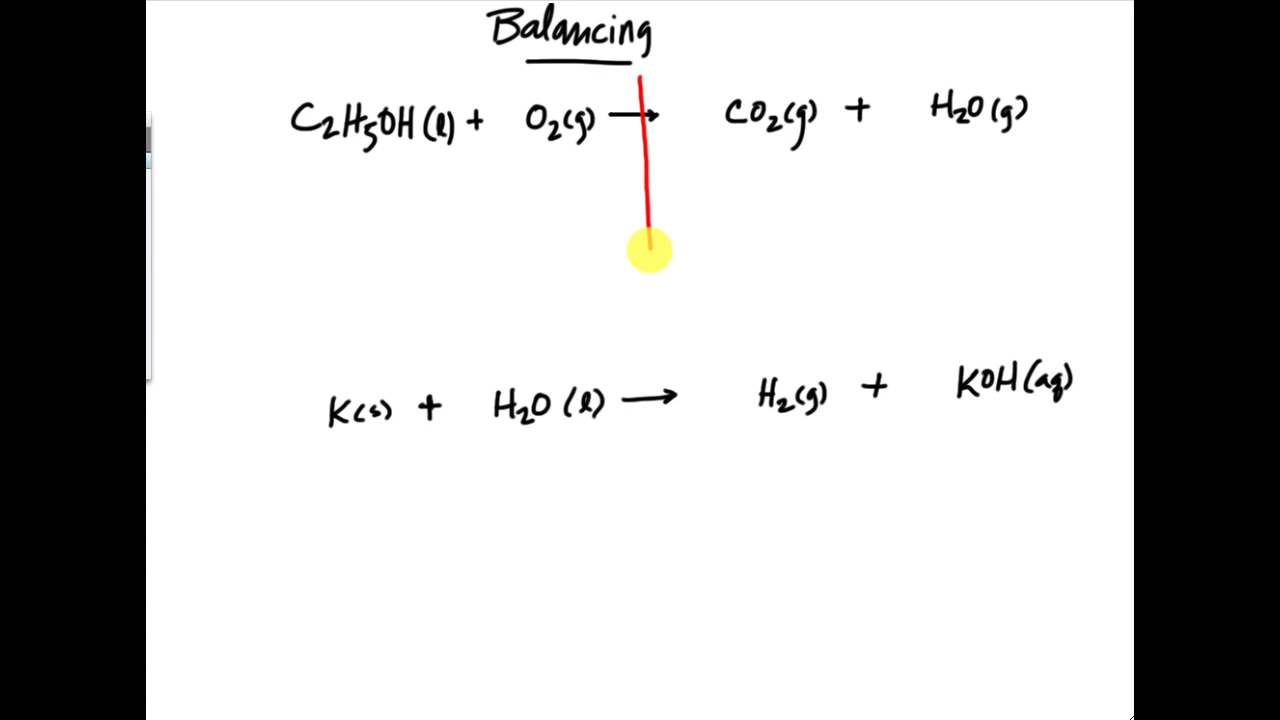 Balancing
C₂H₅OH (l) + O₂(g) → CO₂(g) + H₂O (g)
K(s) + H₂O (l) → H₂(g) + KOH (aq)